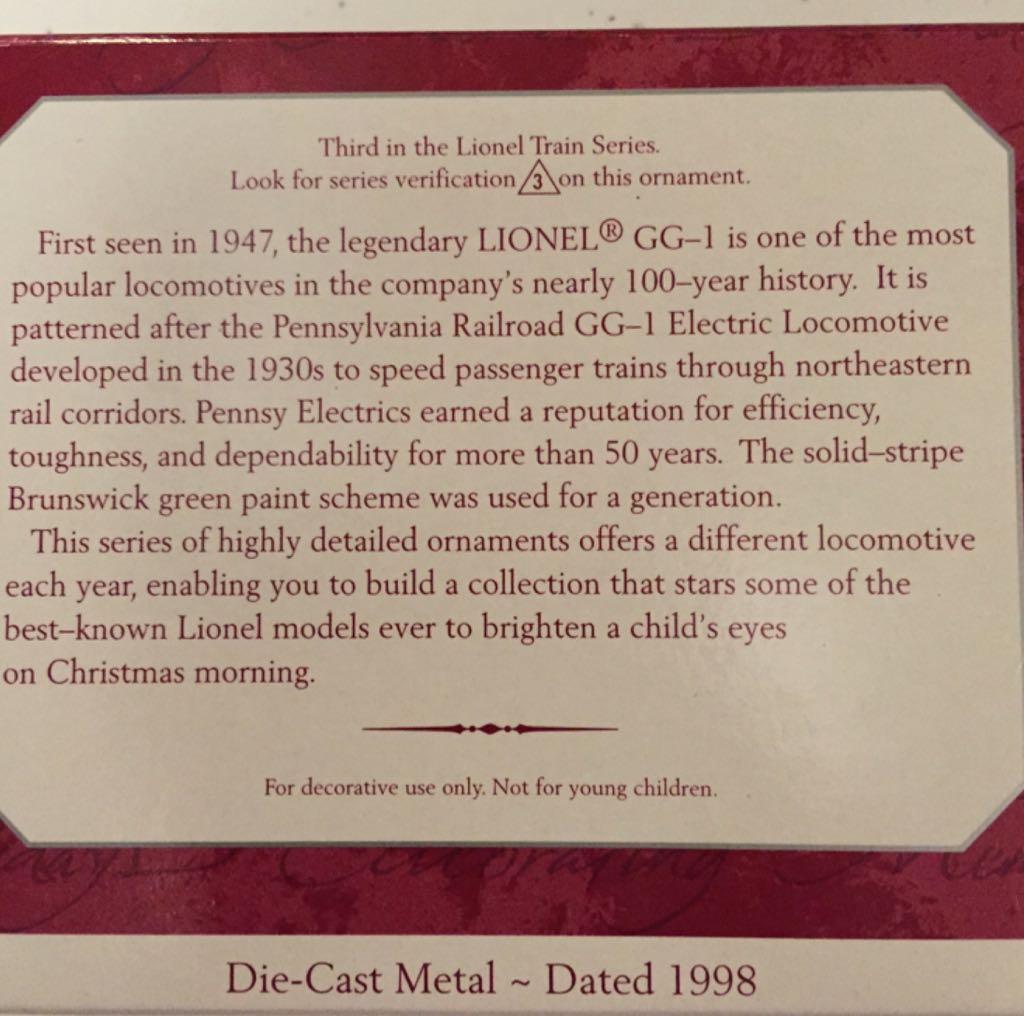 Third in the Lionel Train Series.
Look for series verification 3 on this ornament.
First seen in 1947, the legendary LIONEL® GG–1 is one of the most
popular locomotives in the company's nearly 100–year history. It is
patterned after the Pennsylvania Railroad GG–1 Electric Locomotive
developed in the 1930s to speed passenger trains through northeastern
rail corridors. Pennsy Electrics earned a reputation for efficiency,
toughness, and dependability for more than 50 years. The solid–stripe
Brunswick green paint scheme was used for a generation.
This series of highly detailed ornaments offers a different locomotive
each year, enabling you to build a collection that stars some of the
best–known Lionel models ever to brighten a child's eyes
on Christmas morning.
For decorative use only. Not for young children.
Die-Cast Metal ~ Dated 1998